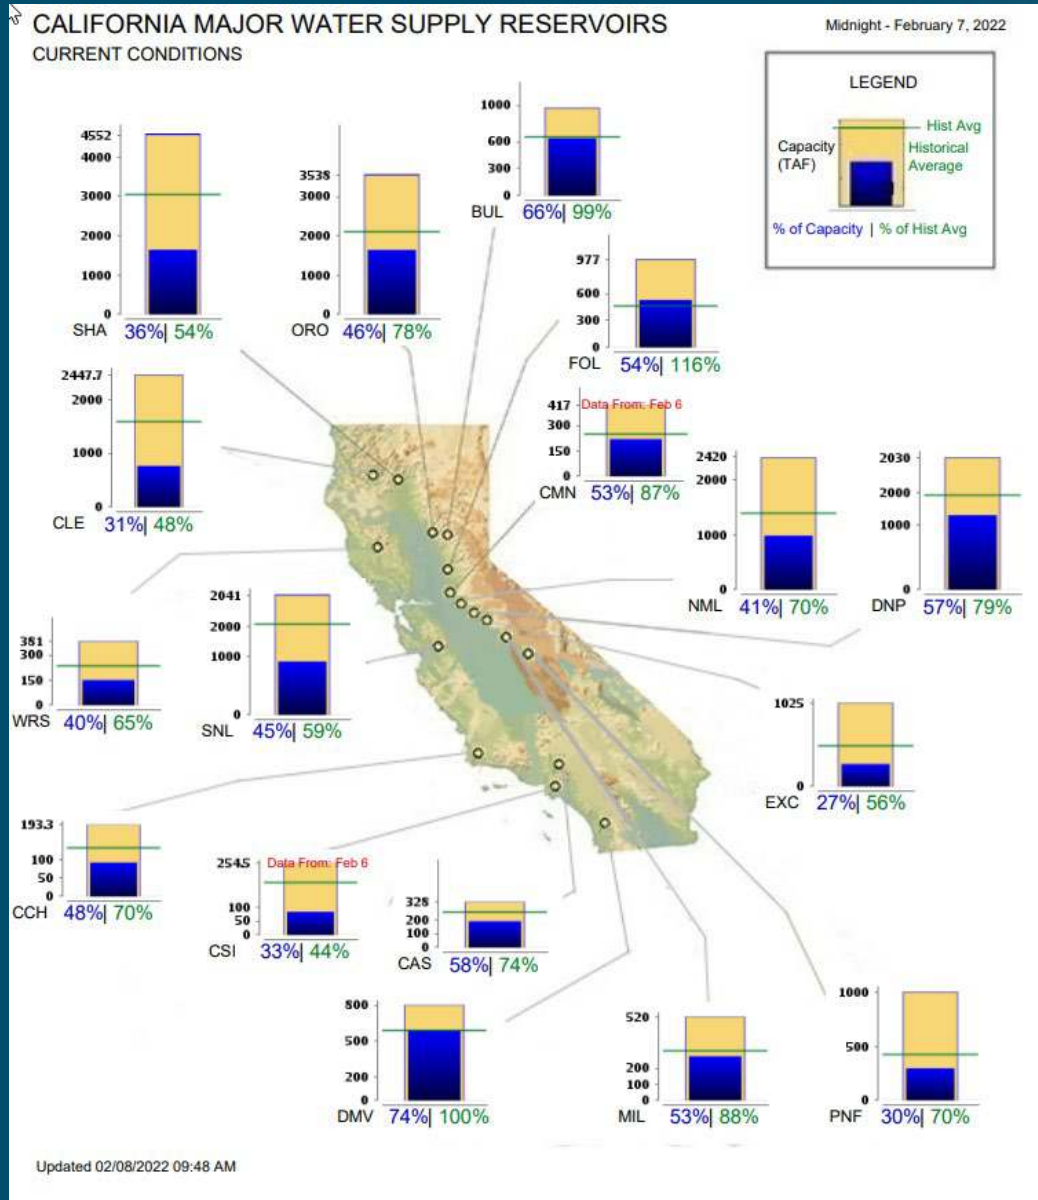 CALIFORNIA MAJOR WATER SUPPLY RESERVOIRS
Midnight - February 7, 2022
CURRENT CONDITIONS
LEGEND
Hist Avg
Capacity
(TAF)
Historical
Average
% of Capacity | % of Hist Avg
4552
4000
3000
2000
1000
0
SHA 36%| 54%
3538
3000
2000
1000
0
ORO 46%| 78%
1000
600
300
0
BUL 66%| 99%
977
600
300
0
FOL 54%| 116%
2447.7
2000
1000
0
CLE 31%| 48%
417
Data From: Feb 6
300
150
0
CMN 53%| 87%
2420
2000
1000
0
NML 41%| 70%
2030
2000
1000
0
DNP 57%| 79%
381
300
150
0
WRS 40%| 65%
2041
2000
1000
0
SNL 45%| 59%
1025
0
EXC 27%| 56%
193.3
100
50
0
CCH 48%| 70%
254.5
Data From: Feb 6
100
50
0
CSI 33%| 44%
328
200
100
0
CAS 58%| 74%
800
500
200
0
DMV 74%| 100%
520
200
100
0
MIL 53%| 88%
1000
500
0
PNF 30%| 70%
Updated 02/08/2022 09:48 AM